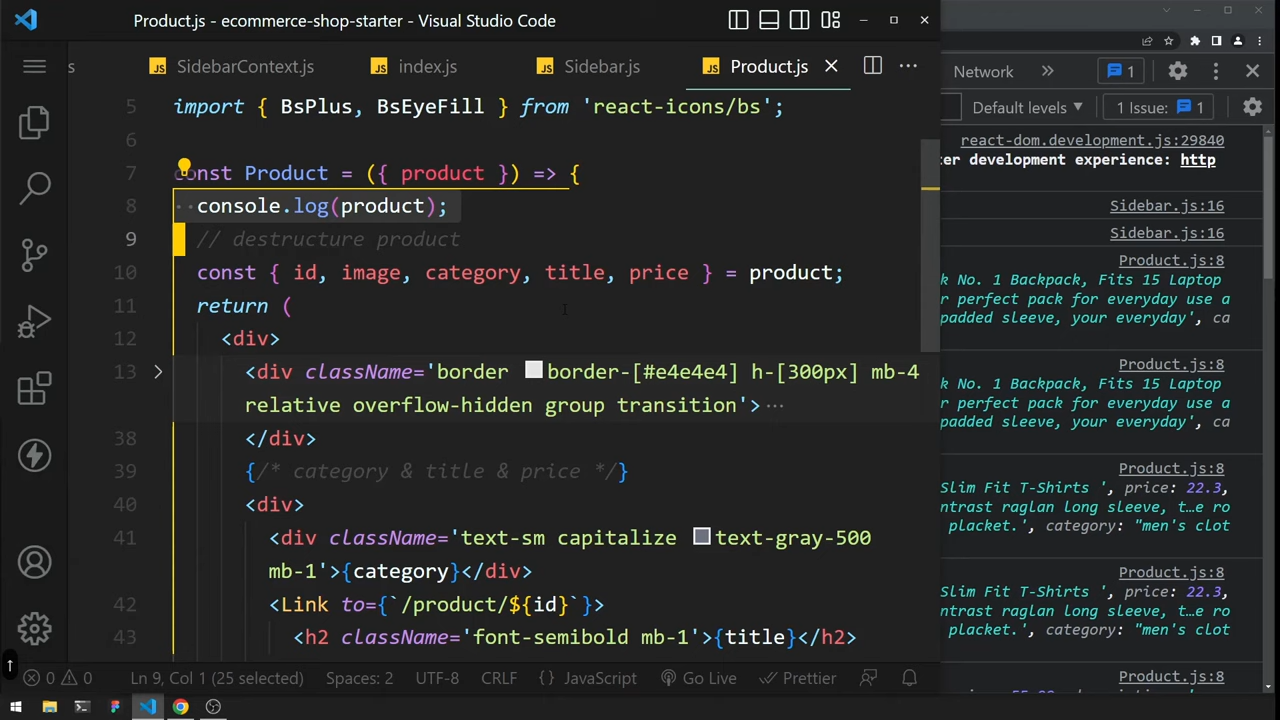 Product.js - ecommerce-shop-starter - Visual Studio Code
s
JS SidebarContext.js
JS index.js
JS Sidebar.js
JS Product.js
5 import { BsPlus, BsEyeFill } from 'react-icons/bs';
6
7 const Product = ({ product }) => {
8 console.log(product);
9 // destructure product
10 const { id, image, category, title, price } = product;
11 return (
12 <div>
13 <div className='border border-[#e4e4e4] h-[300px] mb-4
relative overflow-hidden group transition'>…
38 </div>
39 {/* category & title & price */}
40 <div>
41 <div className='text-sm capitalize text-gray-500
mb-1'>{category}</div>
42 <Link to={`/product/${id}`}>
43 <h2 className='font-semibold mb-1'>{title}</h2>
0 0 Ln 9, Col 1 (25 selected) Spaces: 2 UTF-8 CRLF {} JavaScript Go Live Prettier
Network » 1
Default levels 1 Issue: 1
react-dom.development.js:29840
ter development experience: http
Sidebar.js:16
Sidebar.js:16
Product.js:8
k No. 1 Backpack, Fits 15 Laptop
r perfect pack for everyday use a
padded sleeve, your everyday', ca
Product.js:8
k No. 1 Backpack, Fits 15 Laptop
r perfect pack for everyday use a
padded sleeve, your everyday', ca
Product.js:8
Slim Fit T-Shirts ', price: 22.3,
ntrast raglan long sleeve, t…e ro
placket.', category: "men's clot
Product.js:8
Slim Fit T-Shirts ', price: 22.3,
ntrast raglan long sleeve, t…e ro
placket.', category: "men's clot
Product.js:8